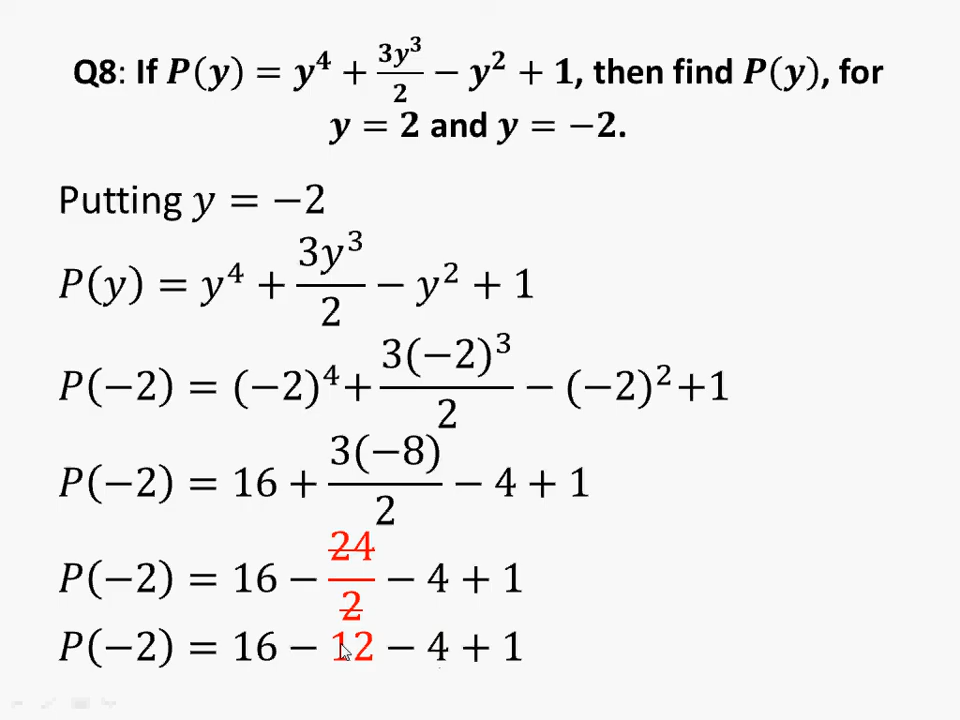 Q8: If P(y) = y⁴ + 3y³/2 − y² + 1, then find P(y), for
y = 2 and y = −2.
Putting y = −2
P(y) = y⁴ + 3y³/2 − y² + 1
P(−2) = (−2)⁴+ 3(−2)³/2 − (−2)²+1
P(−2) = 16 + 3(−8)/2 − 4 + 1
P(−2) = 16 − 24/2 − 4 + 1
P(−2) = 16 − 12 − 4 + 1